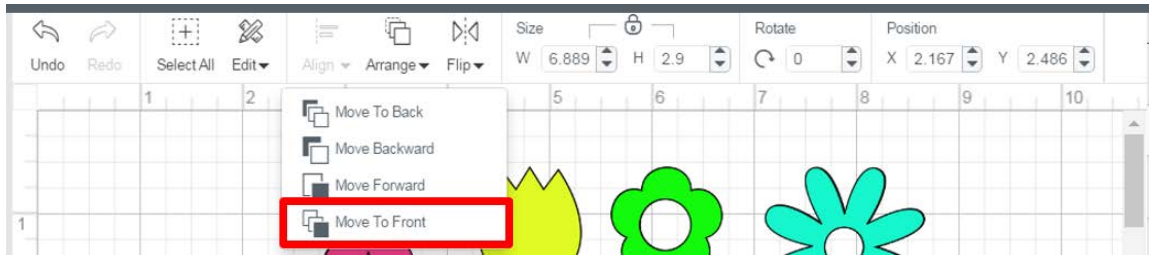 Size
Rotate
Position
Undo Redo Select All Edit Align Arrange Flip W 6.889 H 2.9 0 X 2.167 Y 2.486
1 2 5 6 7 8 9 10
Move To Back
Move Backward
Move Forward
Move To Front
1